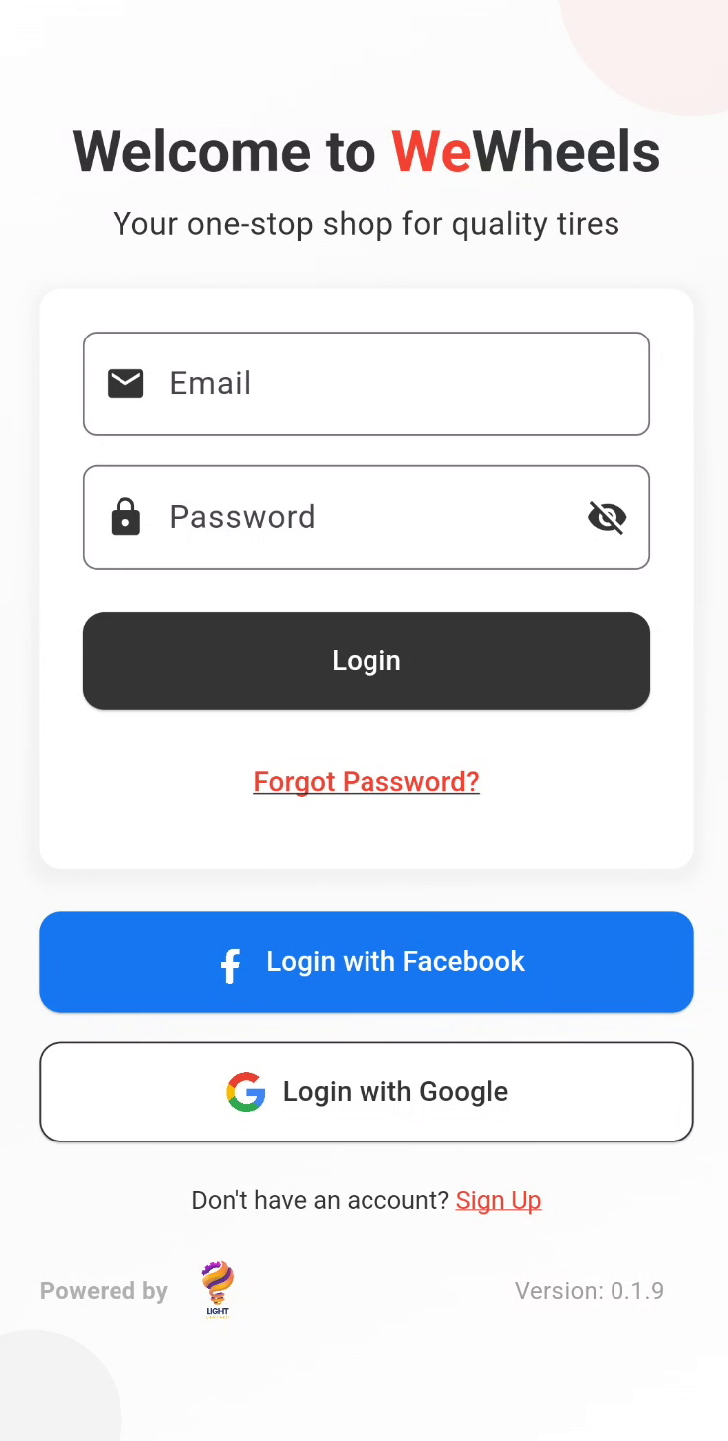 Welcome to WeWheels
Your one-stop shop for quality tires
Email
Password
Login
Forgot Password?
Login with Facebook
Login with Google
Don't have an account? Sign Up
Powered by LIGHT Version: 0.1.9